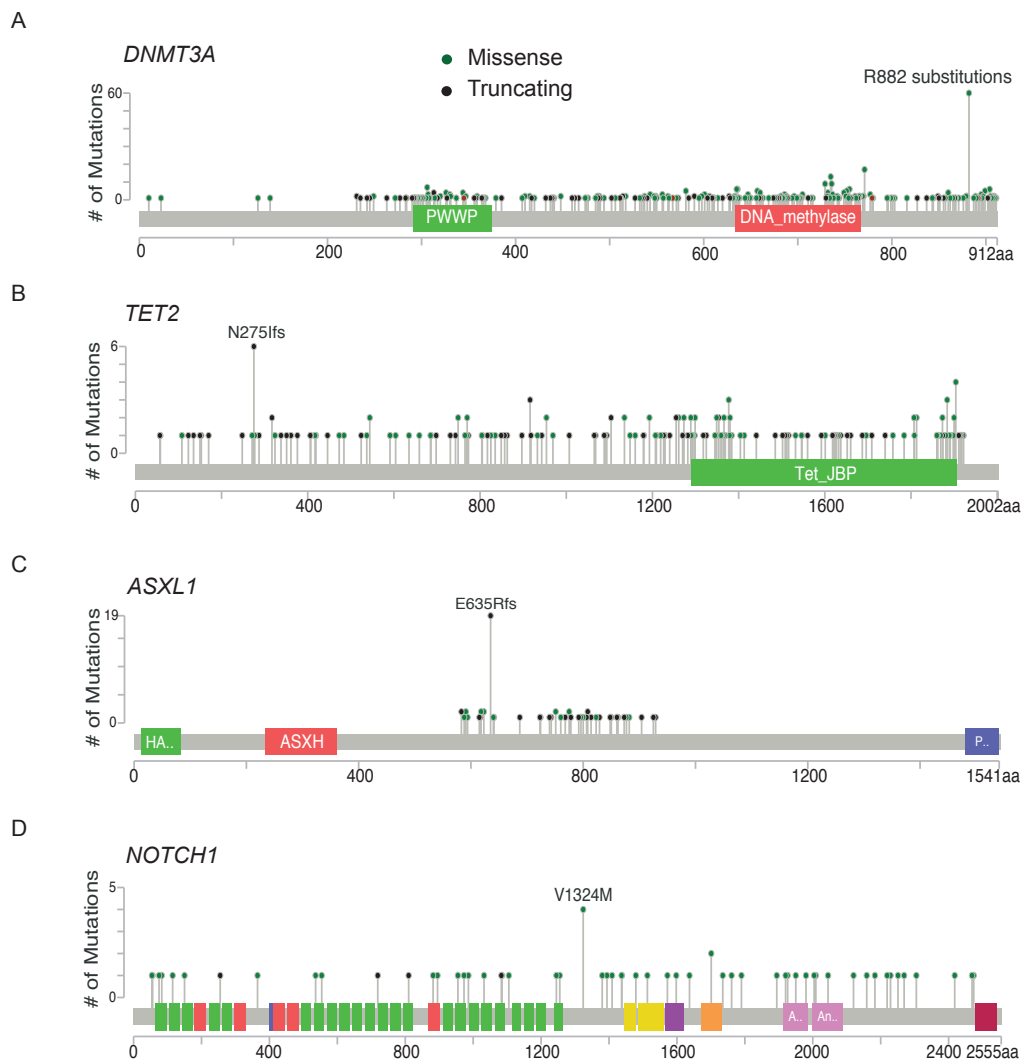 A
DNMT3A
Missense
Truncating
R882 substitutions
# of Mutations
60
0
PWWP
DNA_methylase
0 200 400 600 800 912aa
B
TET2
N275Ifs
# of Mutations
6
0
Tet_JBP
0 400 800 1200 1600 2002aa
C
ASXL1
E635Rfs
# of Mutations
19
0
HA..
ASXH
P..
0 400 800 1200 1541aa
D
NOTCH1
V1324M
# of Mutations
5
0
A..
An..
0 400 800 1200 1600 2000 2400 2555aa